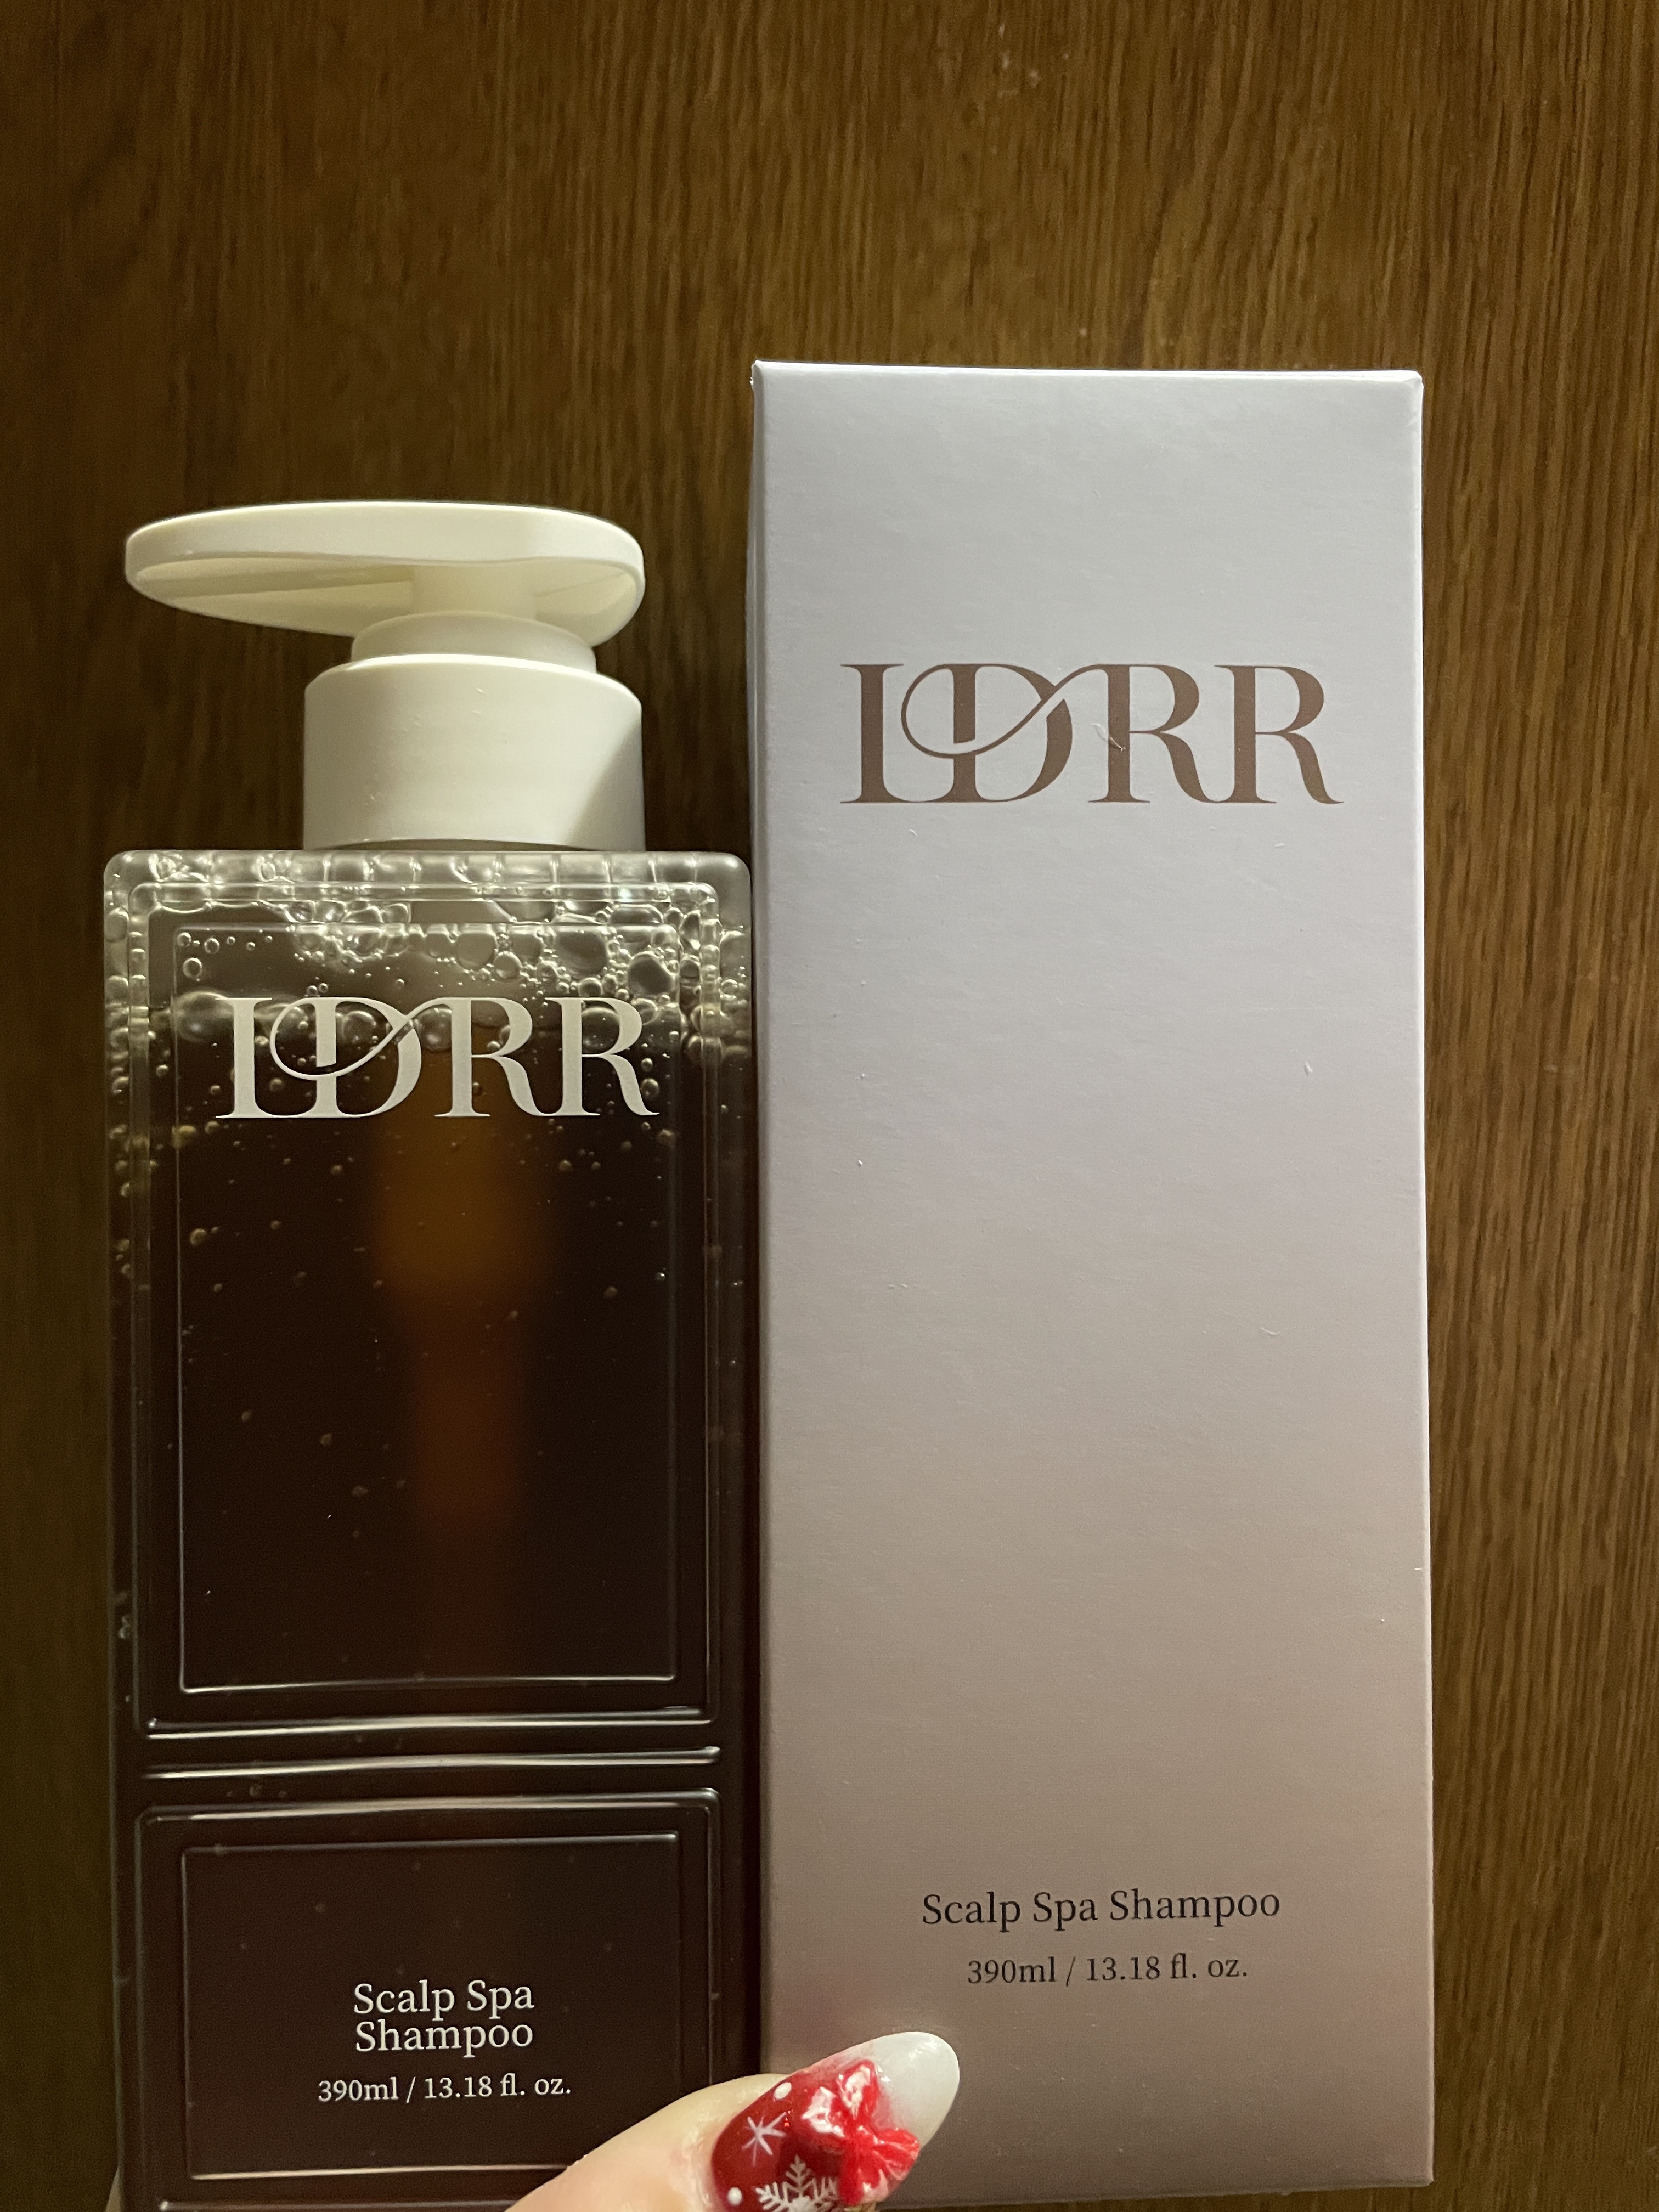 LDRR
Scalp Spa
Shampoo
390ml / 13.18 fl. oz.
LDRR
Scalp Spa Shampoo
390ml / 13.18 fl. oz.